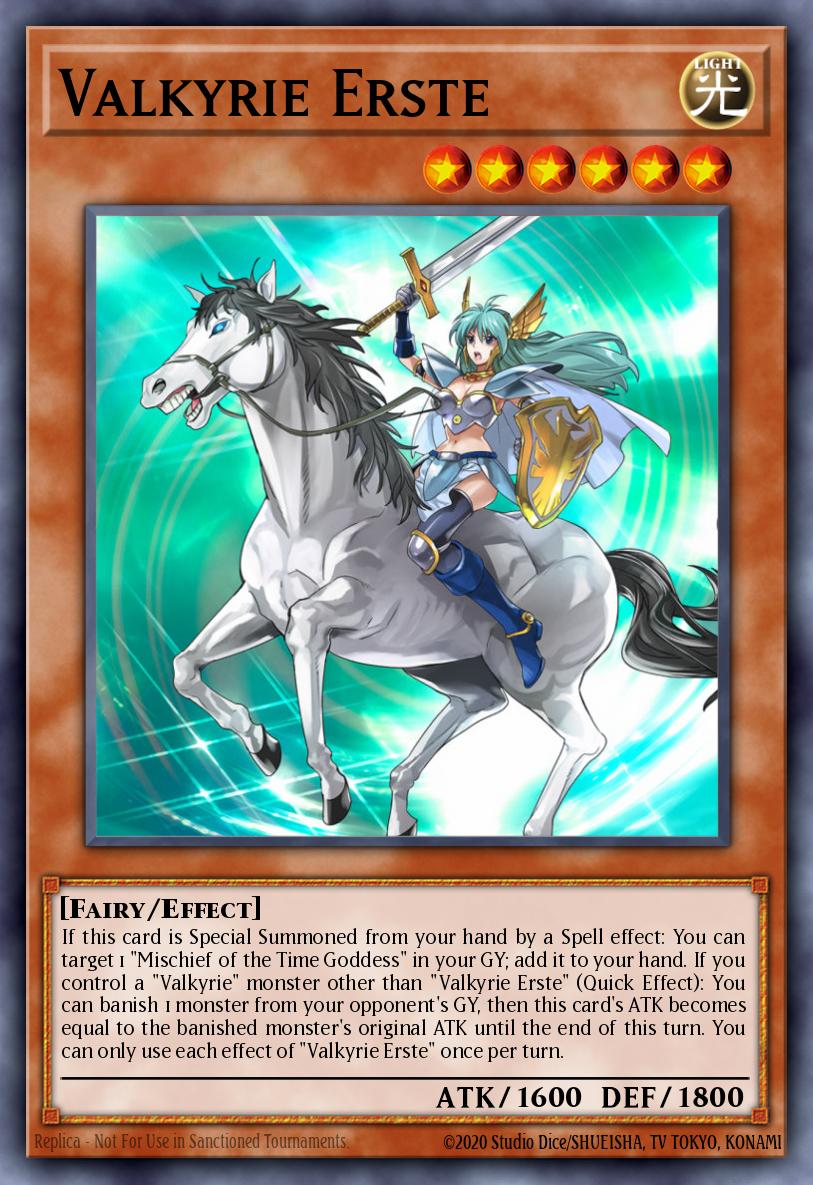 Valkyrie Erste
LIGHT
光
[Fairy/Effect]
If this card is Special Summoned from your hand by a Spell effect: You can
target 1 "Mischief of the Time Goddess" in your GY; add it to your hand. If you
control a "Valkyrie" monster other than "Valkyrie Erste" (Quick Effect): You
can banish 1 monster from your opponent's GY, then this card's ATK becomes
equal to the banished monster's original ATK until the end of this turn. You
can only use each effect of "Valkyrie Erste" once per turn.
ATK/1600 DEF/1800
Replica - Not For Use in Sanctioned Tournaments.
©2020 Studio Dice/SHUEISHA, TV TOKYO, KONAMI